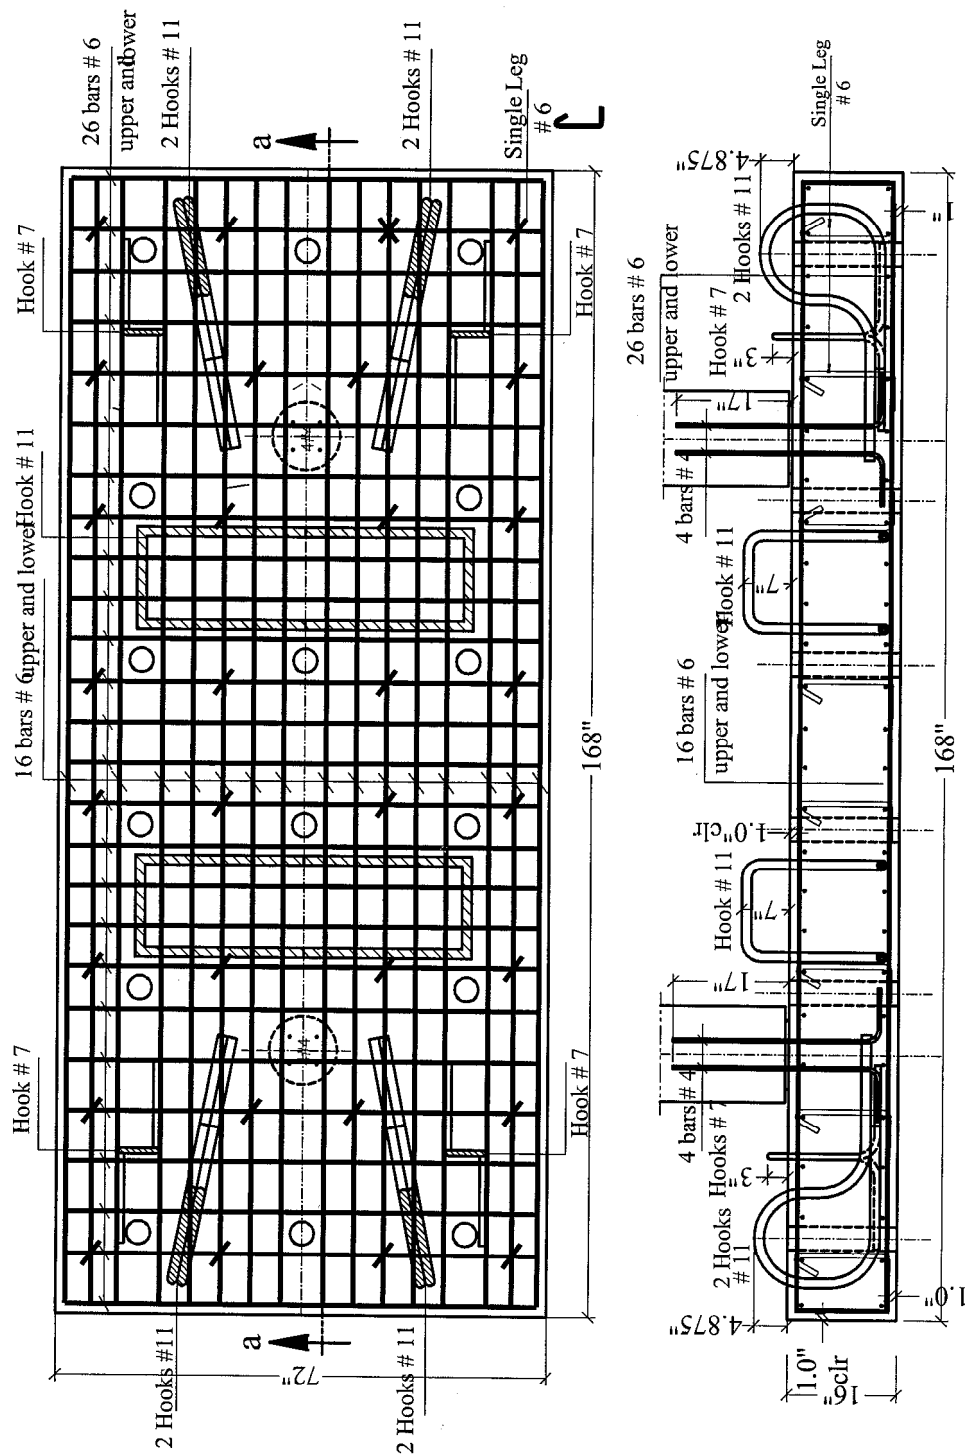 26 bars # 6
upper and lower
2 Hooks # 11
a
2 Hooks # 11
Single Leg
# 6
Hook # 7
Hook # 7
Hook # 11
16 bars # 6
upper and lower
4#4
168"
#4
Hook # 7
Hook # 7
2 Hooks #11
a
72"
2 Hooks # 11
Single Leg
# 6
4.875"
2 Hooks # 11
1"
26 bars # 6
upper and lower
Hook # 7
3"
17"
4 bars # 4
Hook # 11
7"
16 bars # 6
upper and lower
168"
1.0"clr
Hook # 11
7"
17"
4 bars # 4
Hooks # 7
3"
2 Hooks
# 11
4.875"
1.0"
1.0"
clr
16"